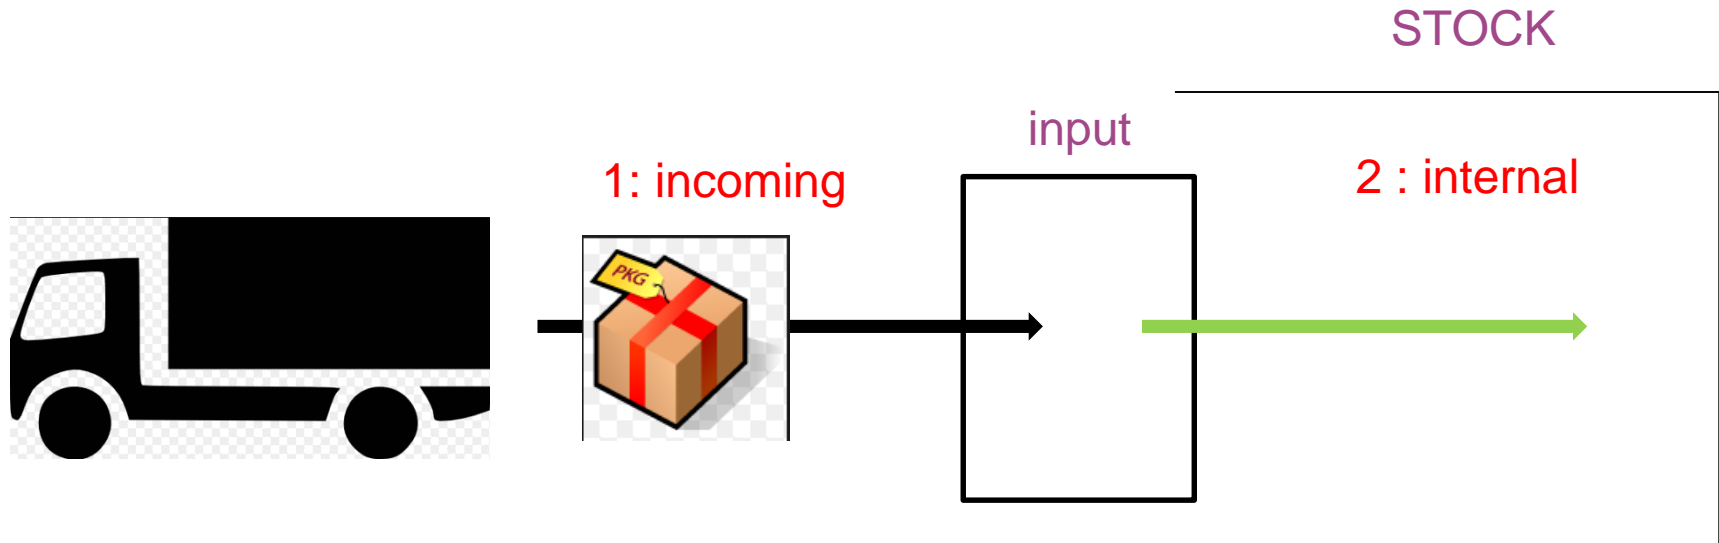 STOCK
input
1: incoming
2 : internal
PKG